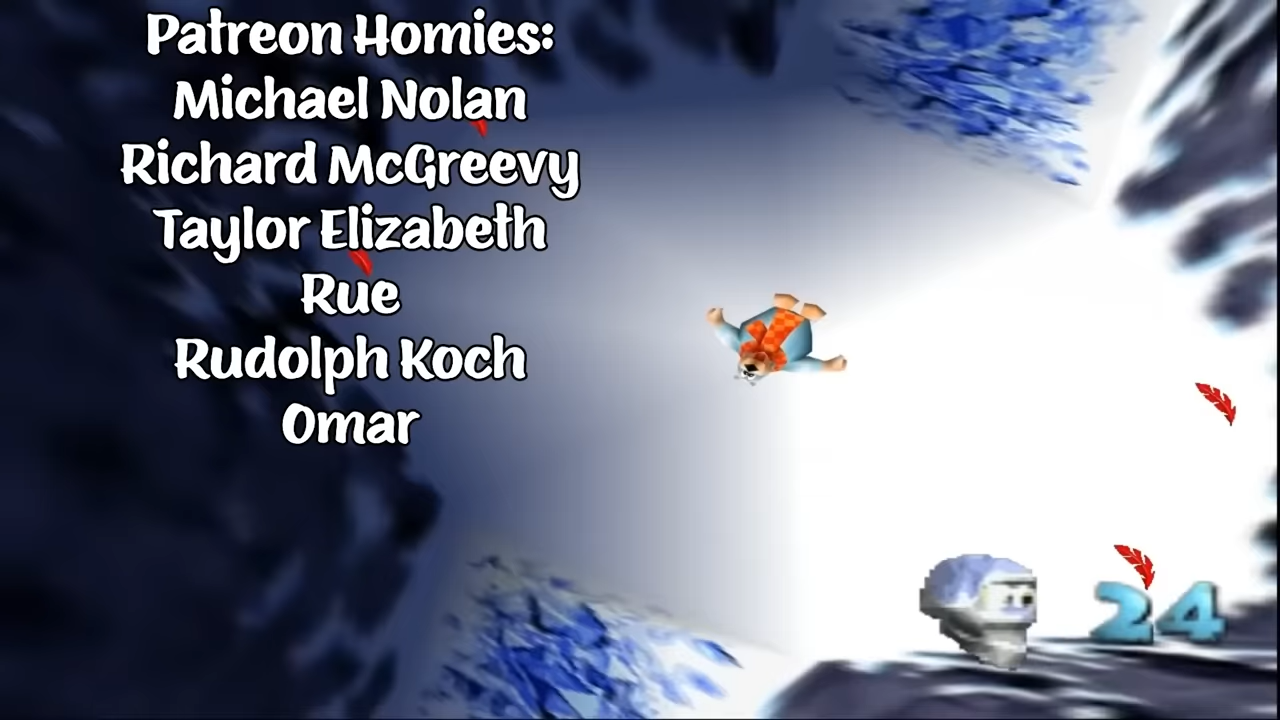 Patreon Homies:
Michael Nolan
Richard McGreevy
Taylor Elizabeth
Rue
Rudolph Koch
Omar
24